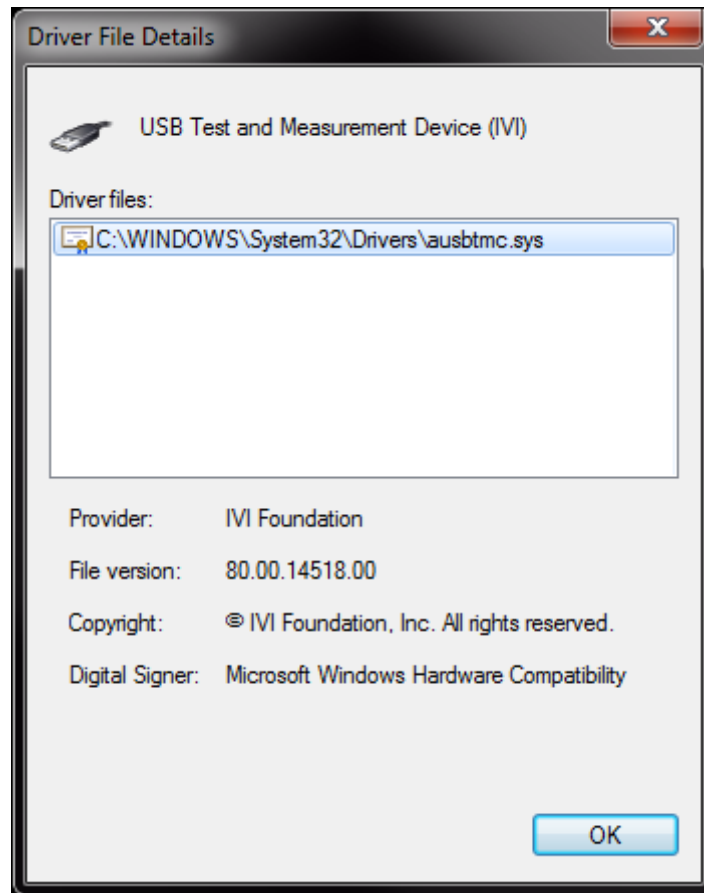 Driver File Details
USB Test and Measurement Device (IVI)
Driver files:
C:\WINDOWS\System32\Drivers\ausbtmc.sys
Provider: IVI Foundation
File version: 80.00.14518.00
Copyright: © IVI Foundation, Inc. All rights reserved.
Digital Signer: Microsoft Windows Hardware Compatibility
OK